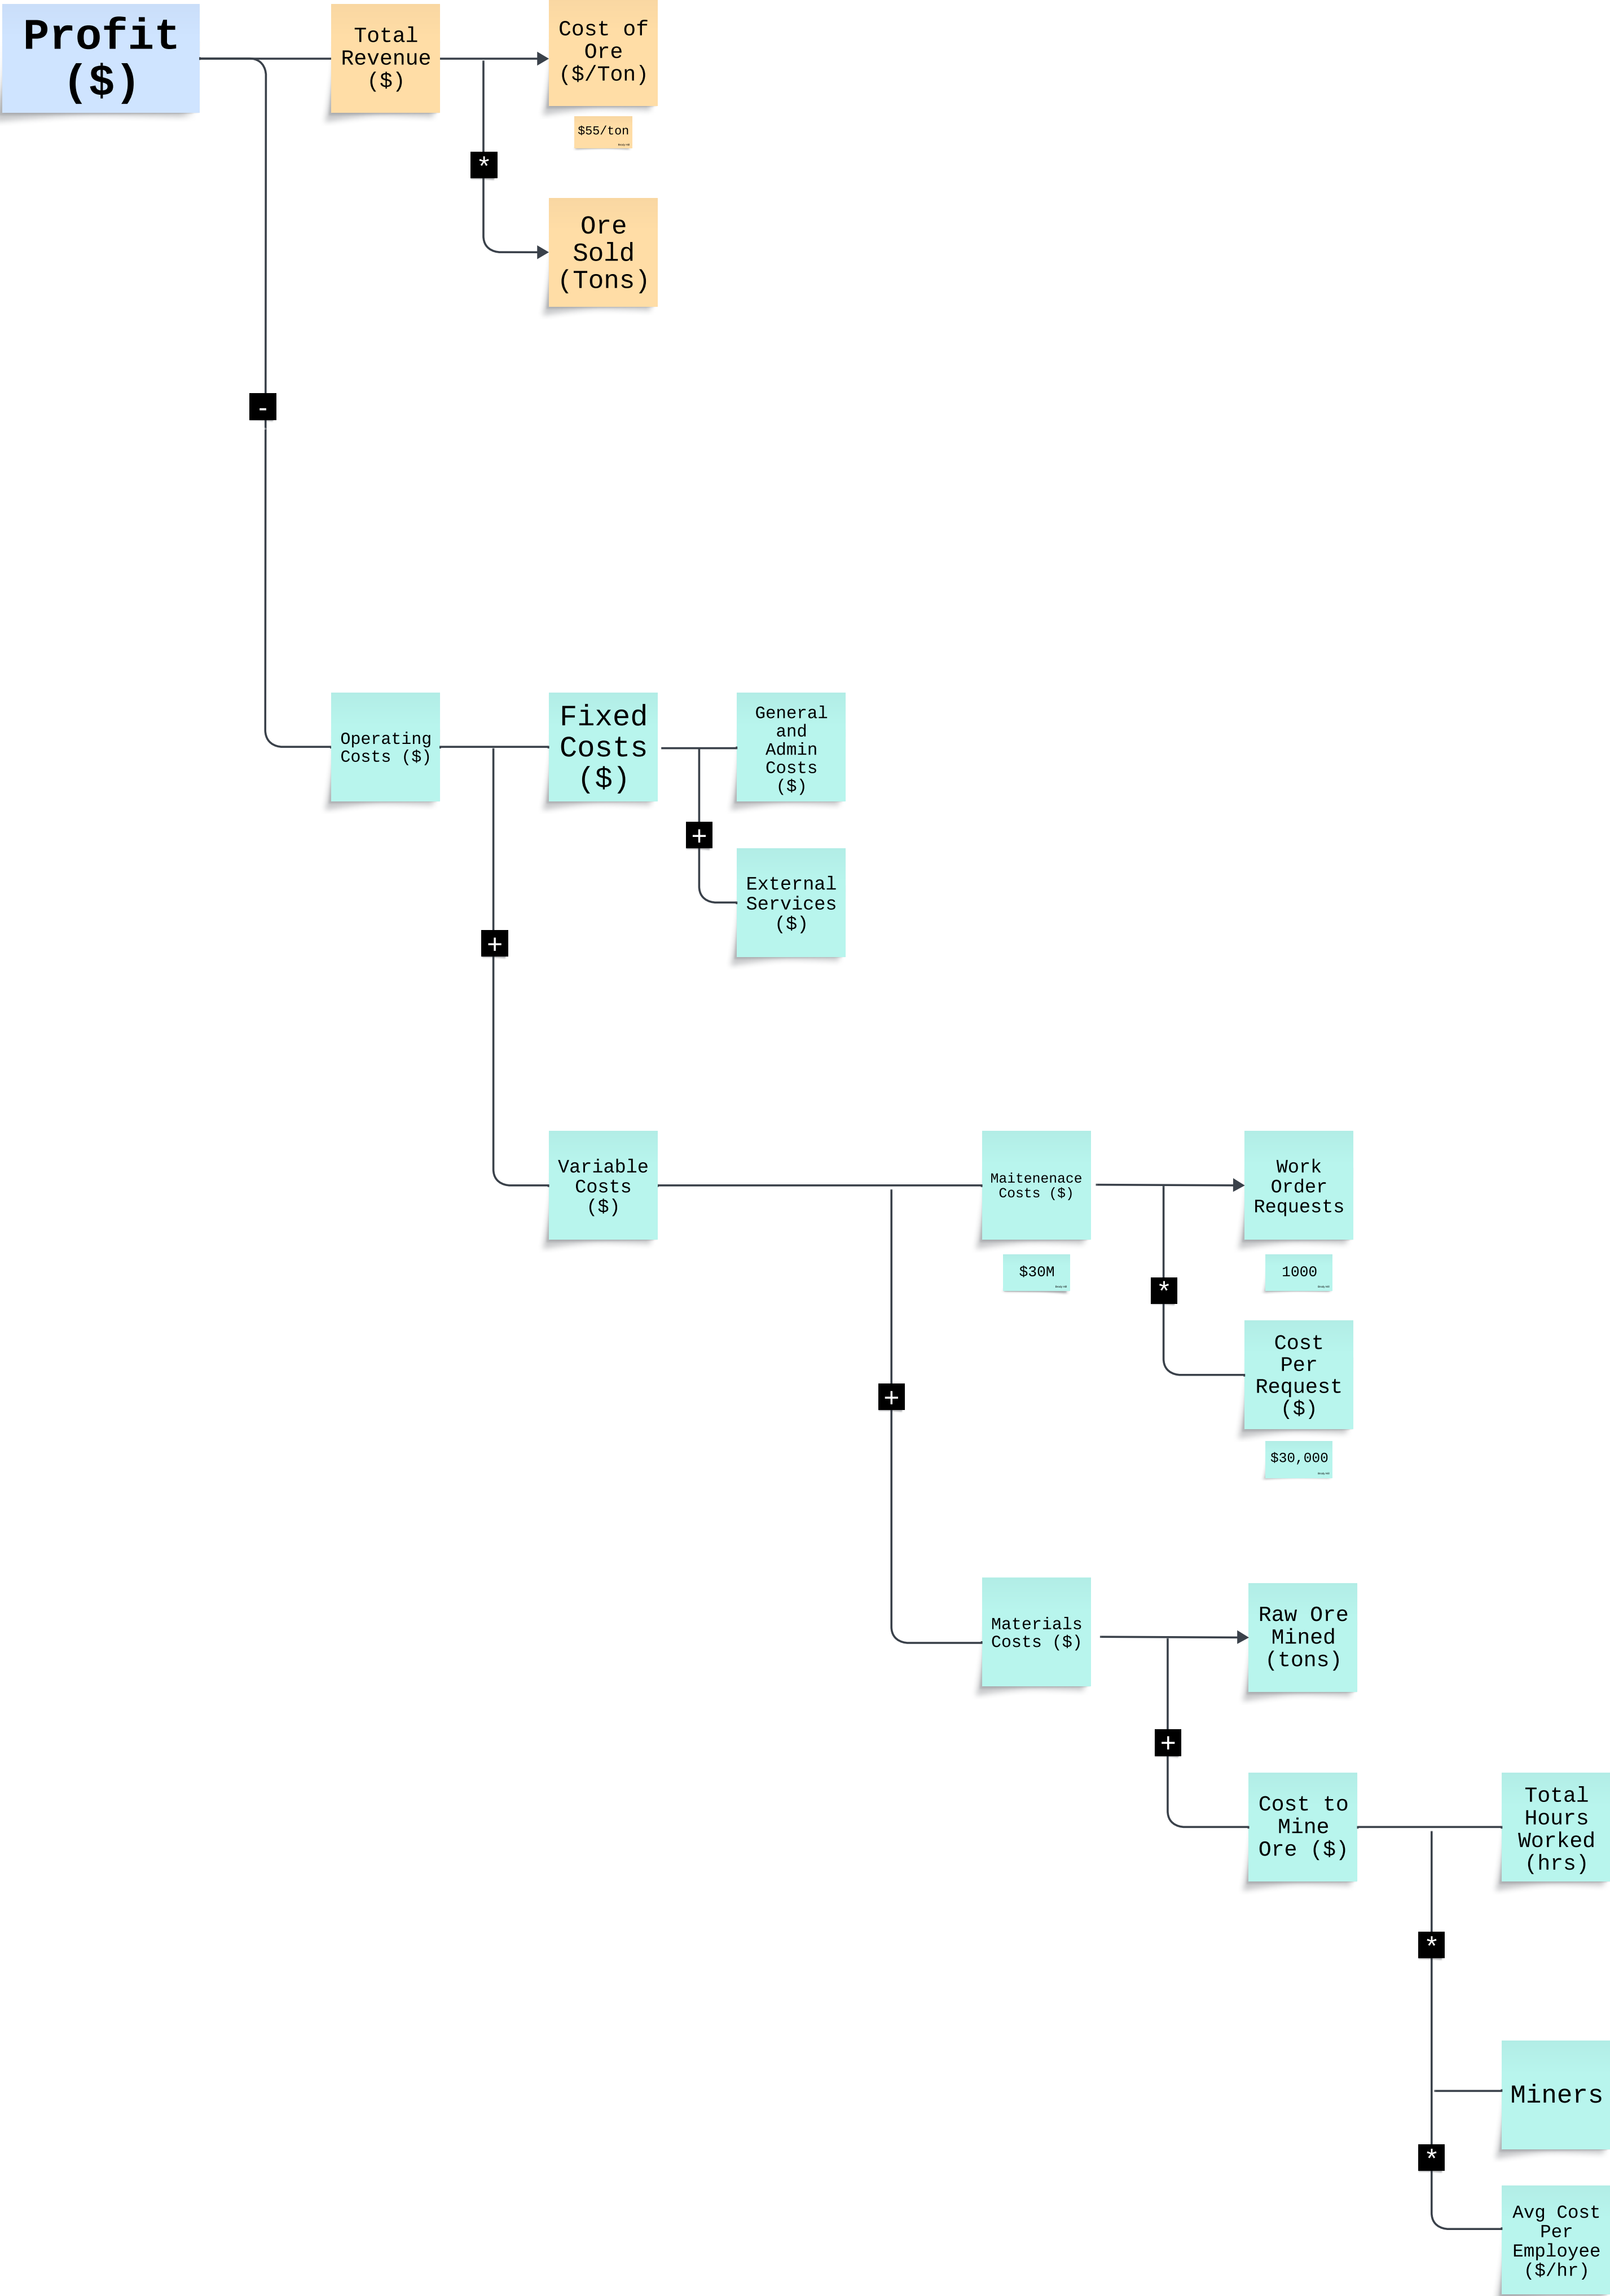 Profit
($)
Total
Revenue
($)
Cost of
Ore
($/Ton)
$55/ton
*
Ore
Sold
(Tons)
-
Operating
Costs ($)
Fixed
Costs
($)
General
and
Admin
Costs
($)
+
External
Services
($)
+
Variable
Costs
($)
Maitenenace
Costs ($)
Work
Order
Requests
$30M
1000
*
Cost
Per
Request
($)
+
$30,000
Materials
Costs ($)
Raw Ore
Mined
(tons)
+
Cost to
Mine
Ore ($)
Total
Hours
Worked
(hrs)
*
Miners
*
Avg Cost
Per
Employee
($/hr)